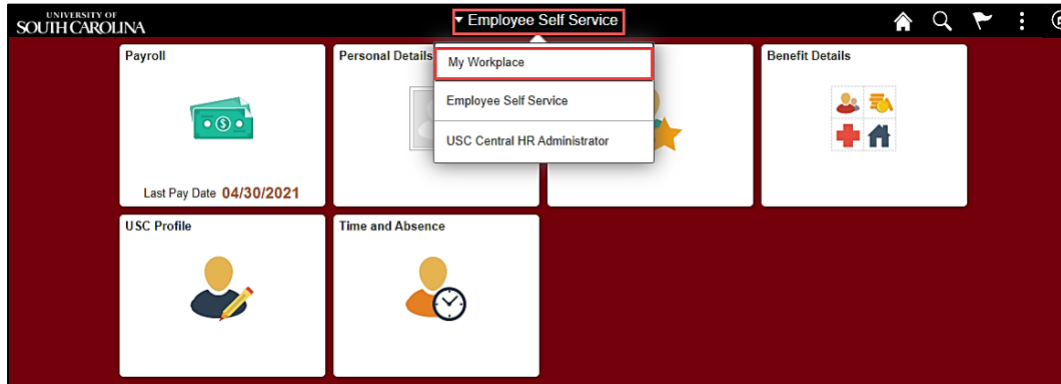 UNIVERSITY OF
SOUTH CAROLINA
Employee Self Service
Payroll
Personal Details
My Workplace
Employee Self Service
USC Central HR Administrator
Benefit Details
Last Pay Date 04/30/2021
USC Profile
Time and Absence